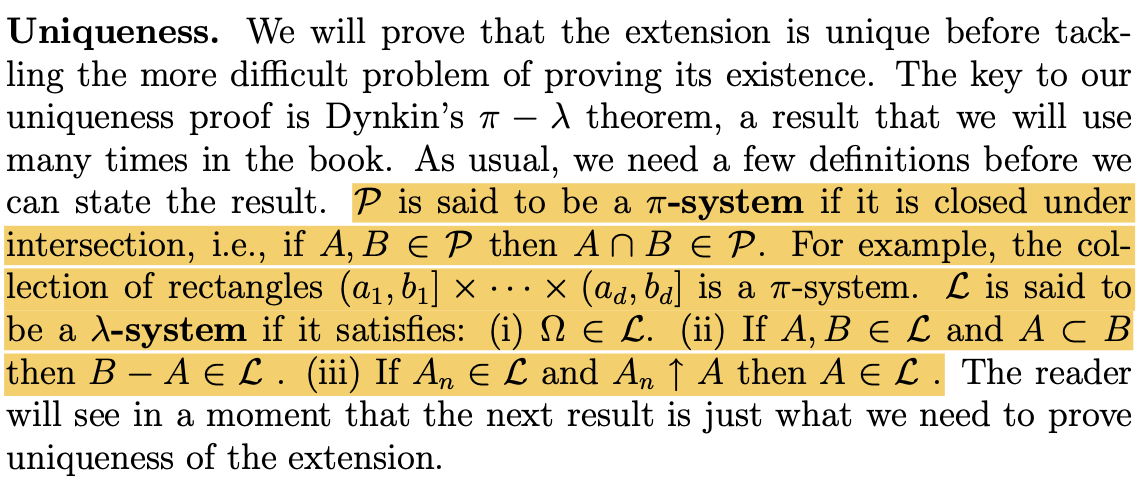 Uniqueness. We will prove that the extension is unique before tack-
ling the more difficult problem of proving its existence. The key to our
uniqueness proof is Dynkin's π − λ theorem, a result that we will use
many times in the book. As usual, we need a few definitions before we
can state the result. 𝒫 is said to be a π-system if it is closed under
intersection, i.e., if A, B ∈ 𝒫 then A ∩ B ∈ 𝒫. For example, the col-
lection of rectangles (a₁, b₁] × ⋯ × (a_d, b_d] is a π-system. ℒ is said to
be a λ-system if it satisfies: (i) Ω ∈ ℒ. (ii) If A, B ∈ ℒ and A ⊂ B
then B − A ∈ ℒ . (iii) If Aₙ ∈ ℒ and Aₙ ↑ A then A ∈ ℒ . The reader
will see in a moment that the next result is just what we need to prove
uniqueness of the extension.